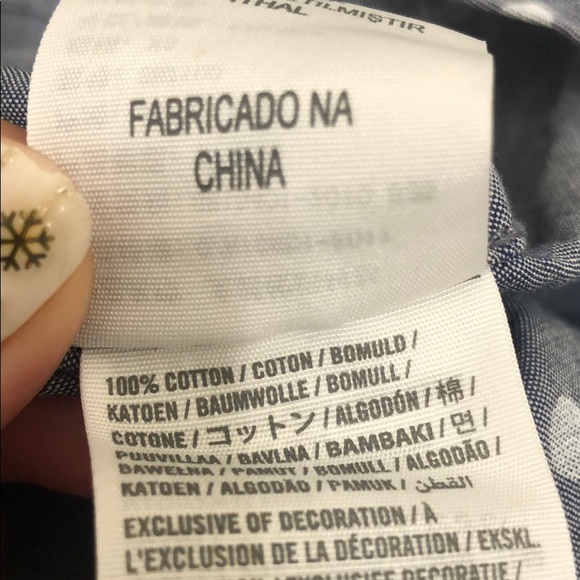 FABRICADO NA
CHINA
100% COTTON / COTON / BOMULD /
KATOEN / BAUMWOLLE / BOMULL /
COTONE / コットン / ALGODÓN / 棉 /
PUUVILLAA / BAVLNA / BAMBAKI / 면 /
BAWEŁNA / PAMUT / BOMULL / ALGODÃO /
KATOEN / ALGODÃO / PAMUK / القطن /
EXCLUSIVE OF DECORATION / À
L'EXCLUSION DE LA DÉCORATION / EKSKL.